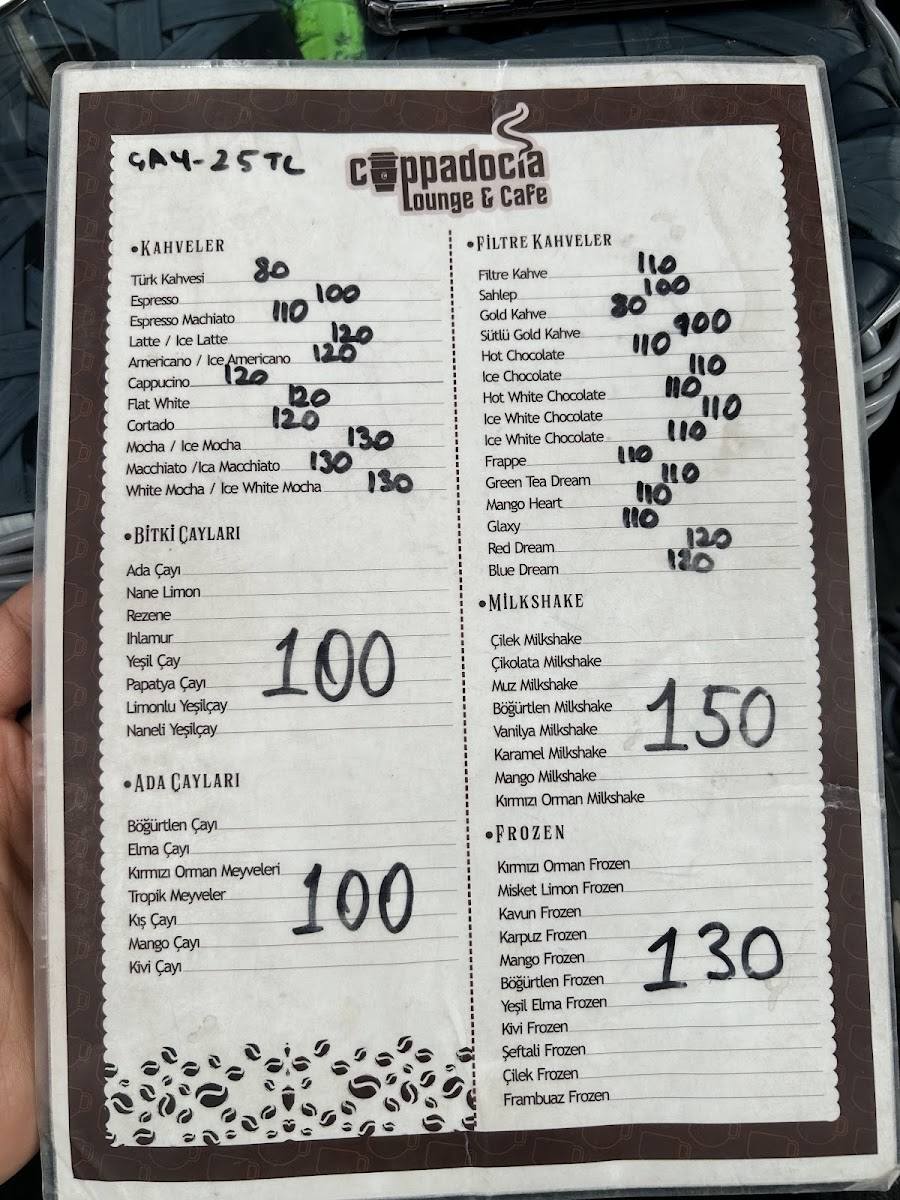 ÇAY-25TL
cappadocia
Lounge & Cafe
•KAHVELER
Türk Kahvesi 80
Espresso 100
Espresso Machiato 110
Latte / Ice Latte 120
Americano / Ice Americano 120
Cappucino 120
Flat White 120
Cortado 120
Mocha / Ice Mocha 130
Macchiato /Ica Macchiato 130
White Mocha / Ice White Mocha 130
•BİTKİ ÇAYLARI
Ada Çayı
Nane Limon
Rezene
Ihlamur
Yeşil Çay
Papatya Çayı
Limonlu Yeşilçay
Naneli Yeşilçay
100
•ADA ÇAYLARI
Böğürtlen Çayı
Elma Çayı
Kırmızı Orman Meyveleri
Tropik Meyveler
Kış Çayı
Mango Çayı
Kivi Çayı
100
•FİLTRE KAHVELER
Filtre Kahve 110
Sahlep 100
Gold Kahve 80
Sütlü Gold Kahve 900
Hot Chocolate 110
Ice Chocolate 110
Hot White Chocolate 110
Ice White Chocolate 110
Ice White Chocolate 110
Frappe 110
Green Tea Dream 110
Mango Heart 110
Glaxy 110
Red Dream 120
Blue Dream 120
•MİLKSHAKE
Çilek Milkshake
Çikolata Milkshake
Muz Milkshake
Böğürtlen Milkshake
Vanilya Milkshake
Karamel Milkshake
Mango Milkshake
Kırmızı Orman Milkshake
150
•FROZEN
Kırmızı Orman Frozen
Misket Limon Frozen
Kavun Frozen
Karpuz Frozen
Mango Frozen
Böğürtlen Frozen
Yeşil Elma Frozen
Kivi Frozen
Şeftali Frozen
Çilek Frozen
Frambuaz Frozen
130